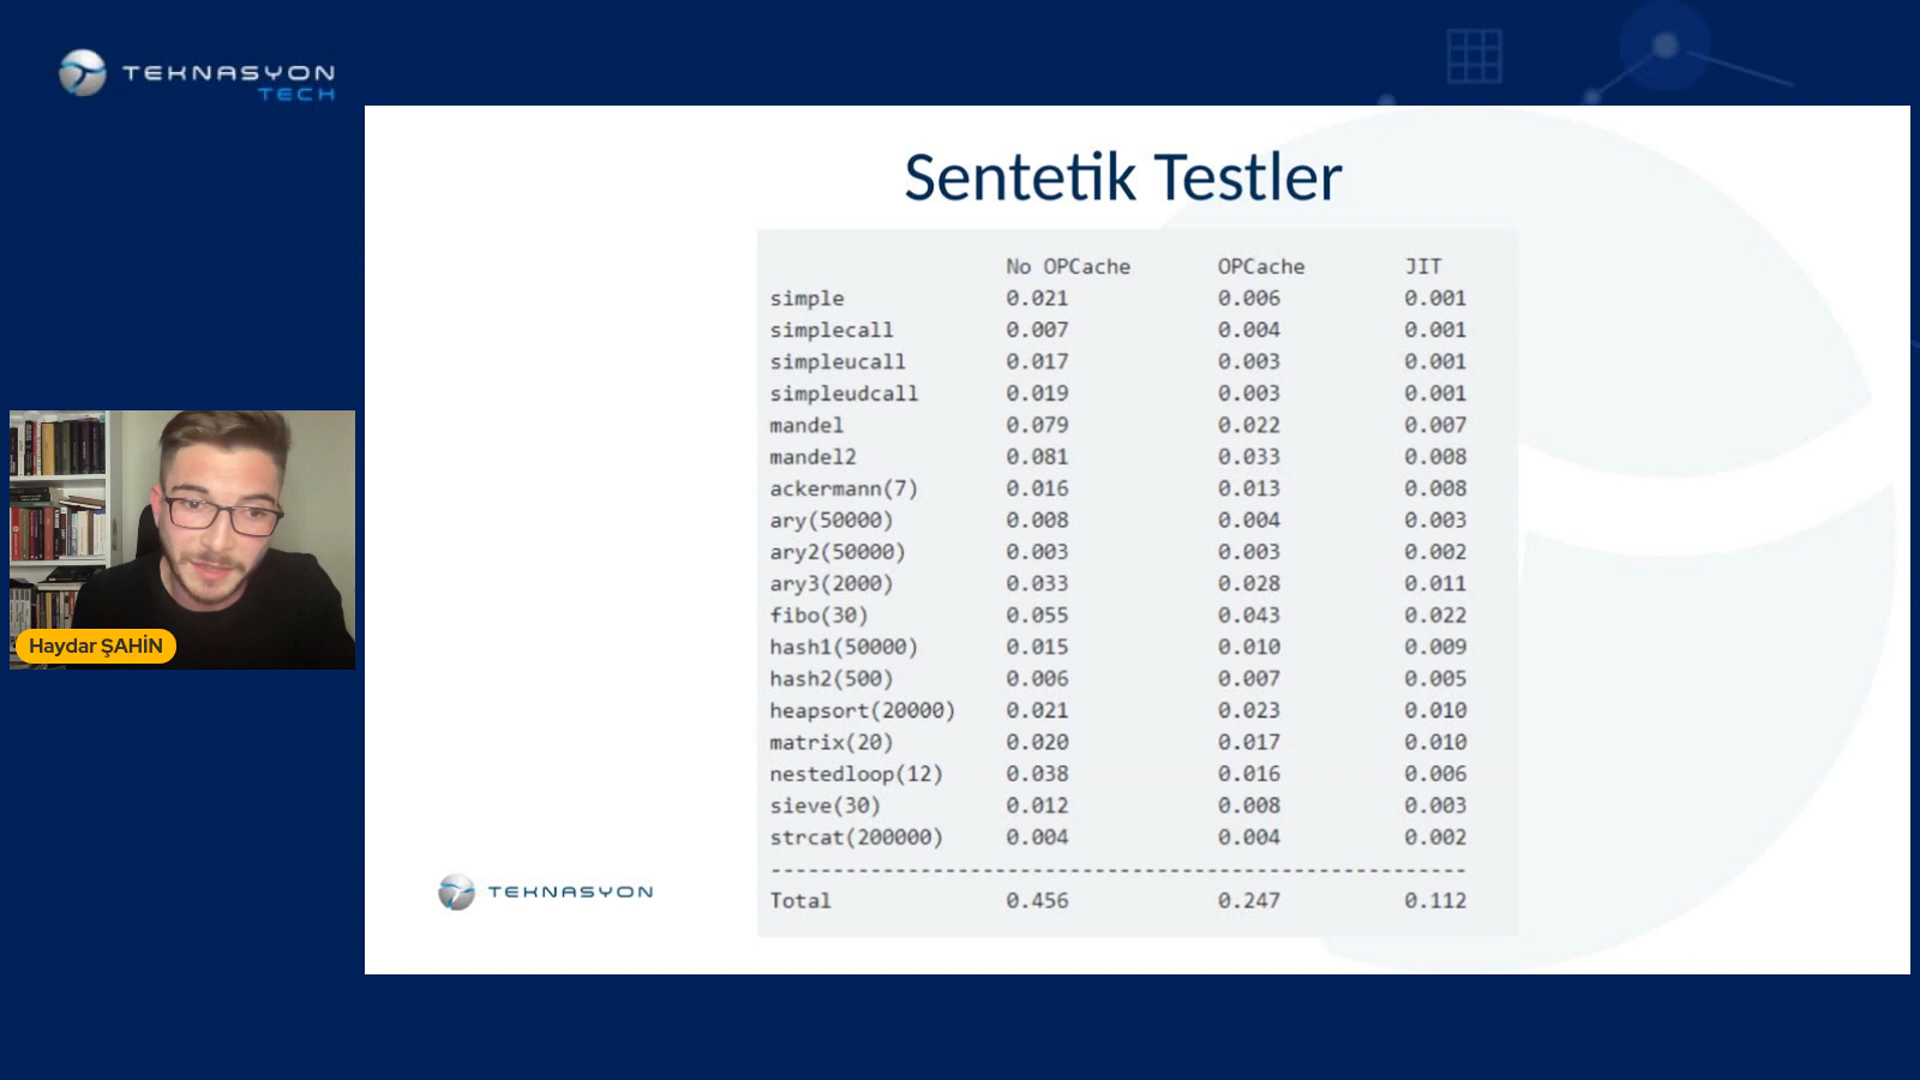 TEKNASYON
TECH
Sentetik Testler
No OPCache OPCache JIT
simple 0.021 0.006 0.001
simplecall 0.007 0.004 0.001
simpleucall 0.017 0.003 0.001
simpleudcall 0.019 0.003 0.001
mandel 0.079 0.022 0.007
mandel2 0.081 0.033 0.008
ackermann(7) 0.016 0.013 0.008
ary(50000) 0.008 0.004 0.003
ary2(50000) 0.003 0.003 0.002
ary3(2000) 0.033 0.028 0.011
fibo(30) 0.055 0.043 0.022
hash1(50000) 0.015 0.010 0.009
hash2(500) 0.006 0.007 0.005
heapsort(20000) 0.021 0.023 0.010
matrix(20) 0.020 0.017 0.010
nestedloop(12) 0.038 0.016 0.006
sieve(30) 0.012 0.008 0.003
strcat(200000) 0.004 0.004 0.002
--------------------------------------------------------
Total 0.456 0.247 0.112
Haydar ŞAHİN
TEKNASYON